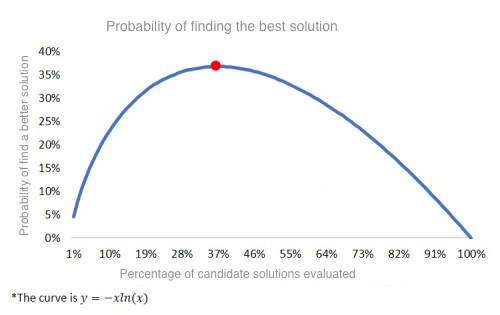 Probability of finding the best solution
Probability of find a better solution
40%
35%
30%
25%
20%
15%
10%
5%
0%
1% 10% 19% 28% 37% 46% 55% 64% 73% 82% 91% 100%
Percentage of candidate solutions evaluated
*The curve is y = −xln(x)